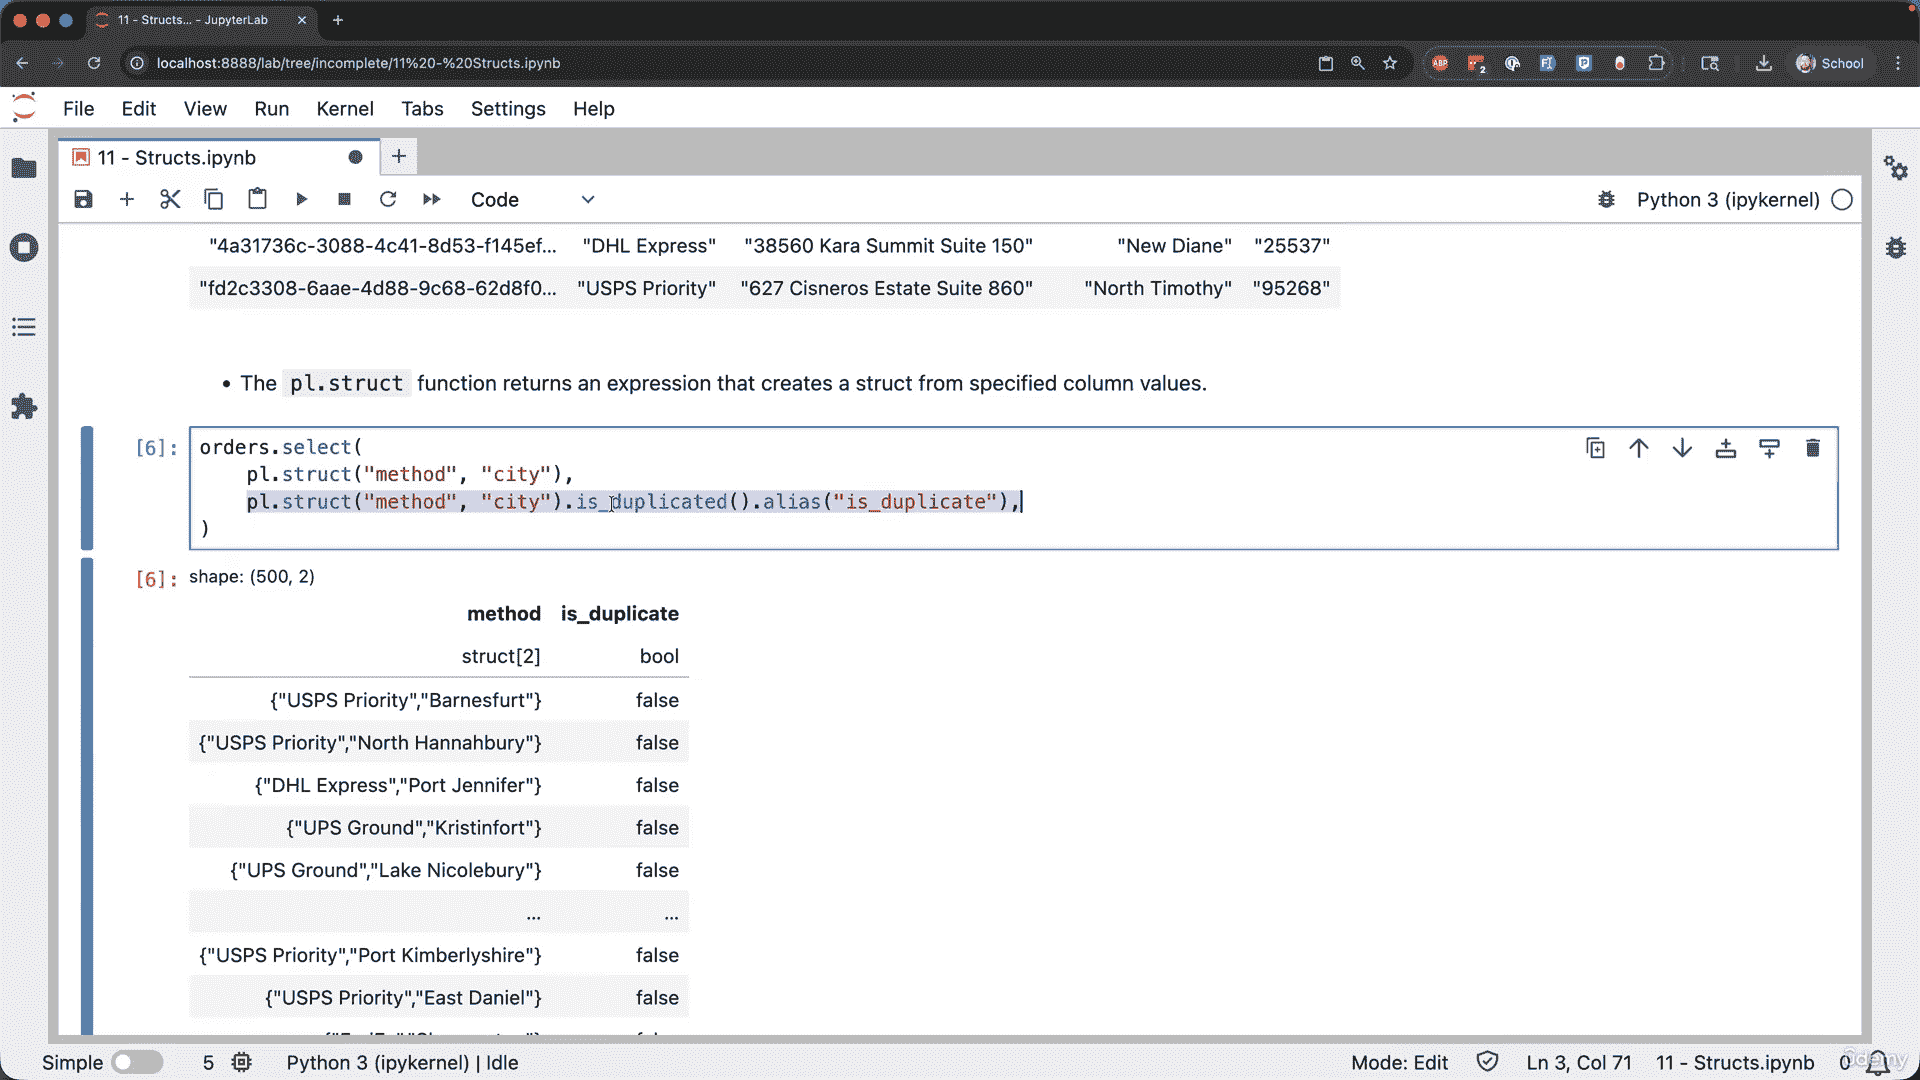 11 - Structs... - JupyterLab
localhost:8888/lab/tree/incomplete/11%20-%20Structs.ipynb
ABP
2
School
File Edit View Run Kernel Tabs Settings Help
11 - Structs.ipynb
Code
Python 3 (ipykernel)
"4a31736c-3088-4c41-8d53-f145ef... "DHL Express" "38560 Kara Summit Suite 150" "New Diane" "25537"
"fd2c3308-6aae-4d88-9c68-62d8f0... "USPS Priority" "627 Cisneros Estate Suite 860" "North Timothy" "95268"
• The pl.struct function returns an expression that creates a struct from specified column values.
[6]: orders.select(
pl.struct("method", "city"),
pl.struct("method", "city").is_duplicated().alias("is_duplicate"),
)
[6]: shape: (500, 2)
method is_duplicate
struct[2] bool
{"USPS Priority","Barnesfurt"} false
{"USPS Priority","North Hannahbury"} false
{"DHL Express","Port Jennifer"} false
{"UPS Ground","Kristinfort"} false
{"UPS Ground","Lake Nicolebury"} false
... ...
{"USPS Priority","Port Kimberlyshire"} false
{"USPS Priority","East Daniel"} false
Simple 5 Python 3 (ipykernel) | Idle Mode: Edit Ln 3, Col 71 11 - Structs.ipynb 0
Udemy